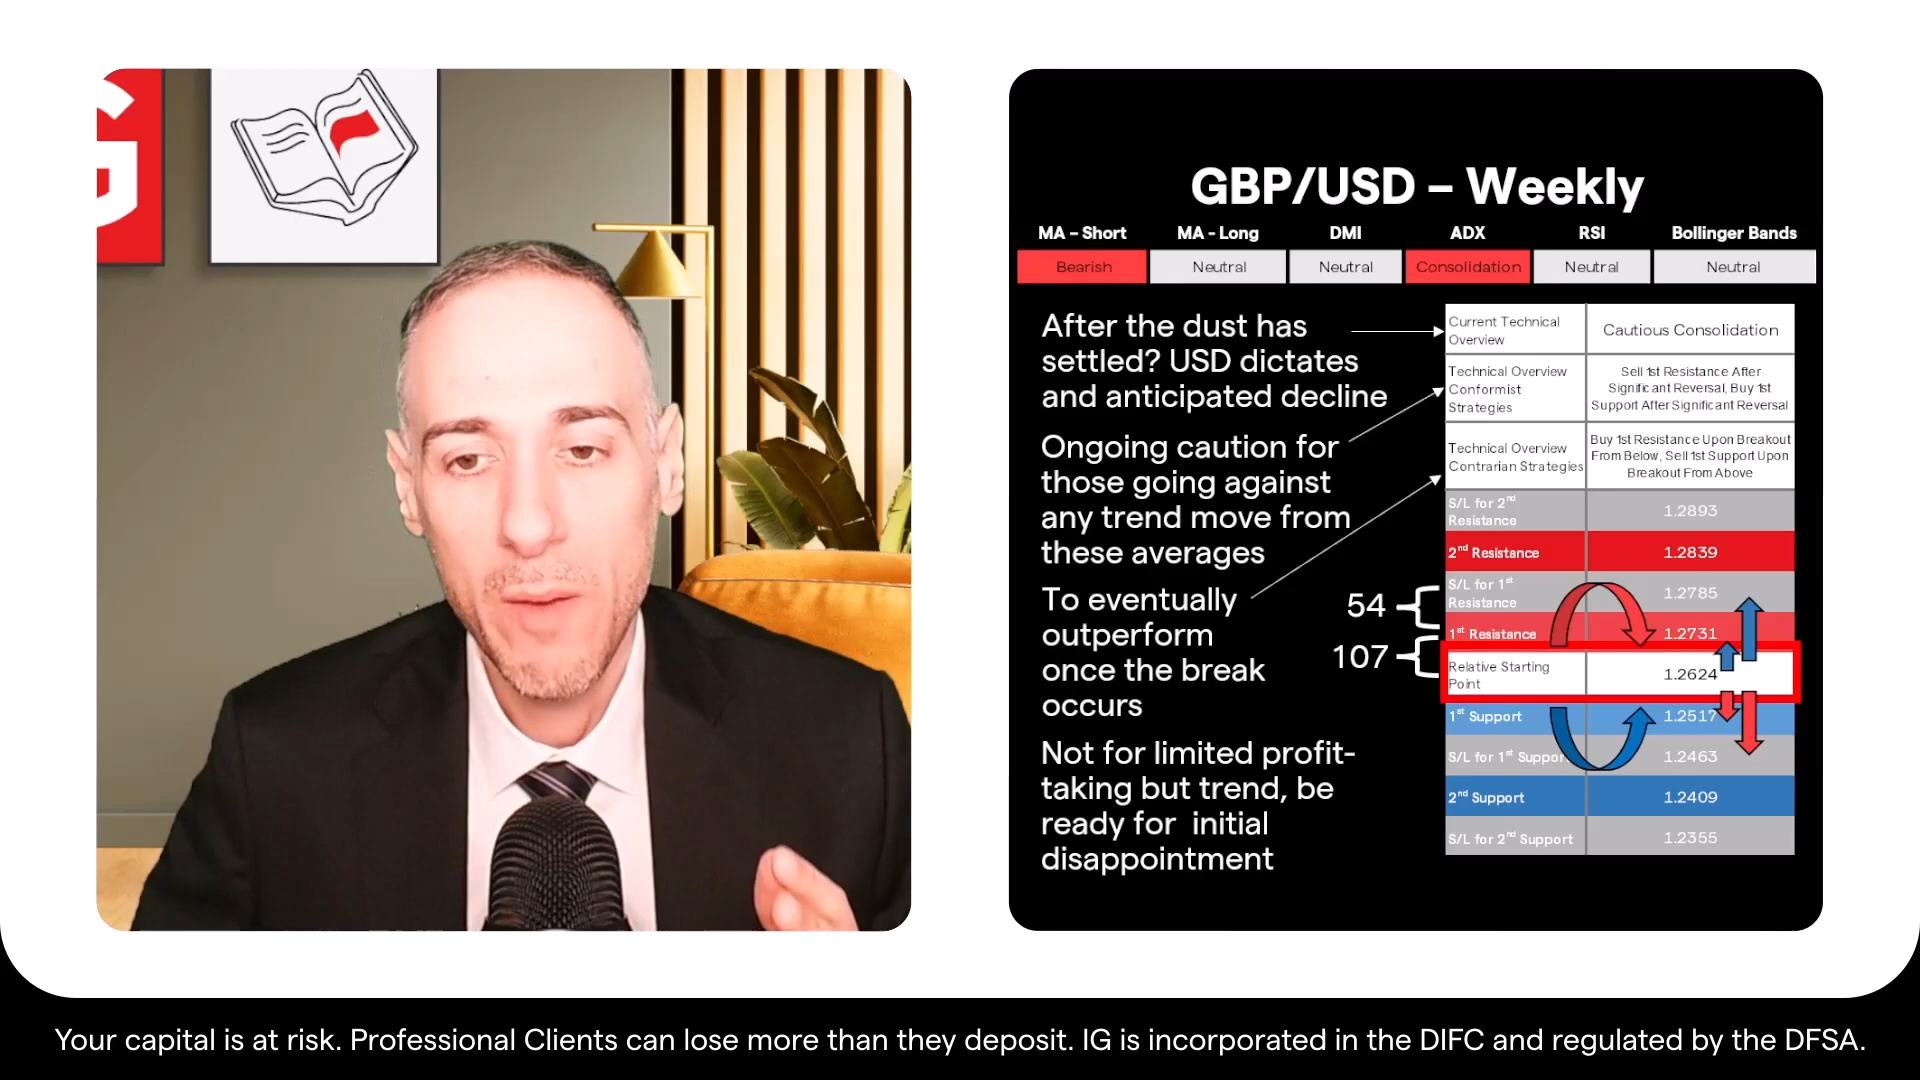 G
GBP/USD – Weekly
MA – Short MA - Long DMI ADX RSI Bollinger Bands
Bearish Neutral Neutral Consolidation Neutral Neutral
After the dust has
settled? USD dictates
and anticipated decline
Ongoing caution for
those going against
any trend move from
these averages
To eventually
outperform
once the break
occurs
Not for limited profit-
taking but trend, be
ready for initial
disappointment
54
107
Current Technical
Overview
Cautious Consolidation
Technical Overview
Conformist
Strategies
Sell 1st Resistance After
Significant Reversal, Buy 1st
Support After Significant Reversal
Technical Overview
Contrarian Strategies
Buy 1st Resistance Upon Breakout
From Below, Sell 1st Support Upon
Breakout From Above
S/L for 2nd
Resistance
1.2893
2nd Resistance 1.2839
S/L for 1st
Resistance
1.2785
1st Resistance 1.2731
Relative Starting
Point
1.2624
1st Support 1.2517
S/L for 1st Suppor 1.2463
2nd Support 1.2409
S/L for 2nd Support 1.2355
Your capital is at risk. Professional Clients can lose more than they deposit. IG is incorporated in the DIFC and regulated by the DFSA.